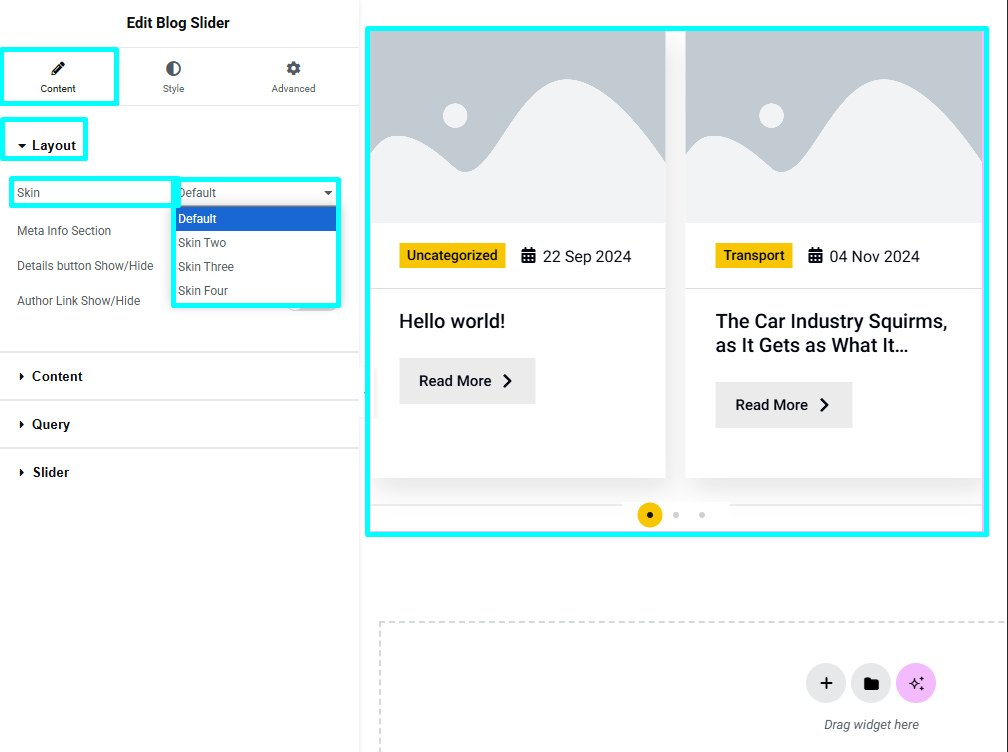 Edit Blog Slider
Content
Style
Advanced
Layout
Skin
Default
Default
Skin Two
Skin Three
Skin Four
Meta Info Section
Details button Show/Hide
Author Link Show/Hide
Content
Query
Slider
Uncategorized
22 Sep 2024
Hello world!
Read More
Transport
04 Nov 2024
The Car Industry Squirms,
as It Gets as What It...
Read More
Drag widget here